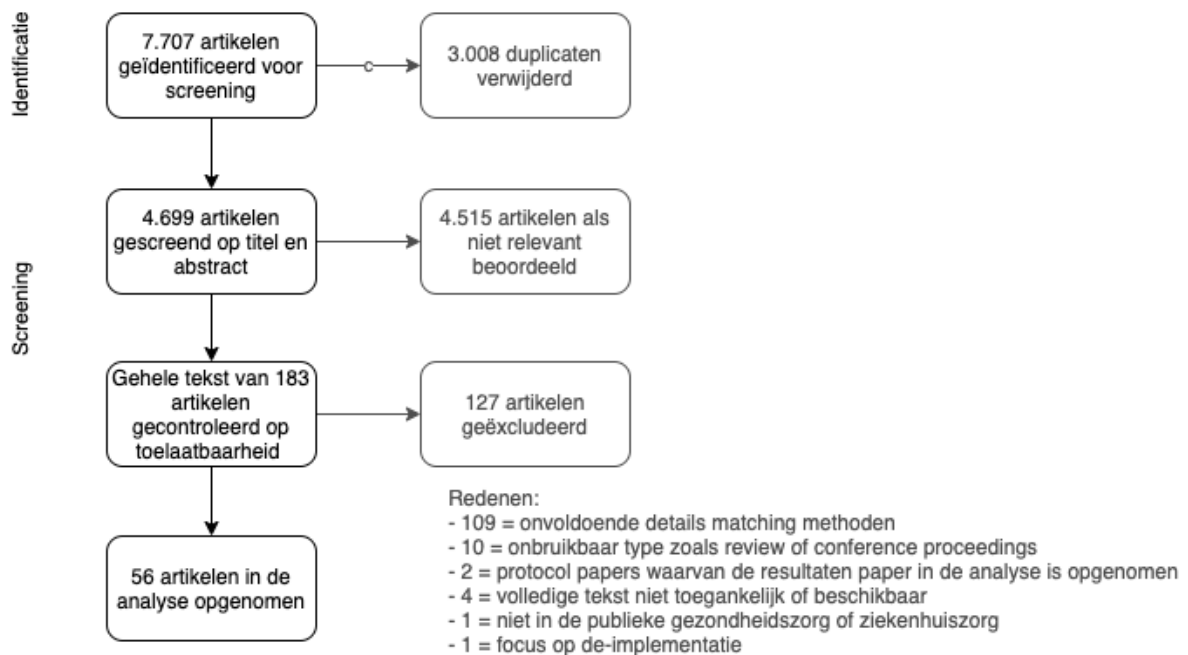 Identificatie
7.707 artikelen
geïdentificeerd voor
screening
c
3.008 duplicaten
verwijderd
Screening
4.699 artikelen
gescreend op titel en
abstract
4.515 artikelen als
niet relevant
beoordeeld
Gehele tekst van 183
artikelen
gecontroleerd op
toelaatbaarheid
127 artikelen
geëxcludeerd
Redenen:
- 109 = onvoldoende details matching methoden
- 10 = onbruikbaar type zoals review of conference proceedings
- 2 = protocol papers waarvan de resultaten paper in de analyse is opgenomen
- 4 = volledige tekst niet toegankelijk of beschikbaar
- 1 = niet in de publieke gezondheidszorg of ziekenhuiszorg
- 1 = focus op de-implementatie
56 artikelen in de
analyse opgenomen